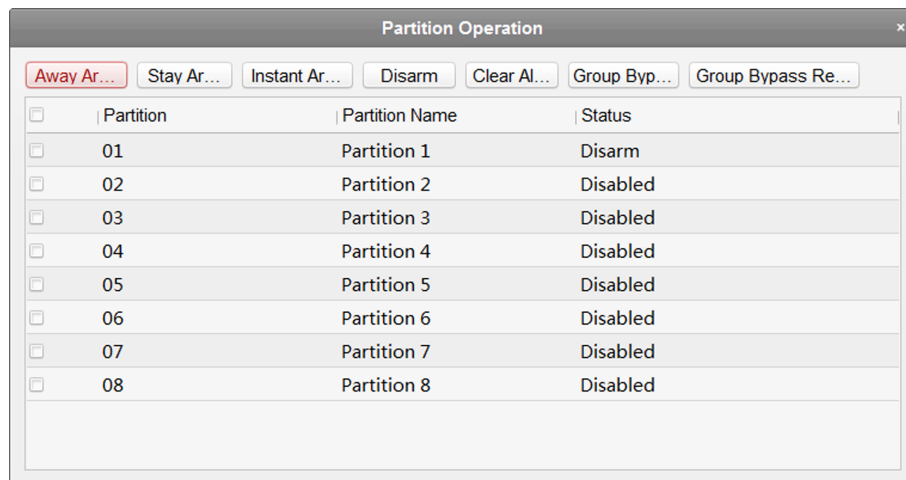 Partition Operation ×
Away Ar... Stay Ar... Instant Ar... Disarm Clear Al... Group Byp... Group Bypass Re...
Partition Partition Name Status
01 Partition 1 Disarm
02 Partition 2 Disabled
03 Partition 3 Disabled
04 Partition 4 Disabled
05 Partition 5 Disabled
06 Partition 6 Disabled
07 Partition 7 Disabled
08 Partition 8 Disabled